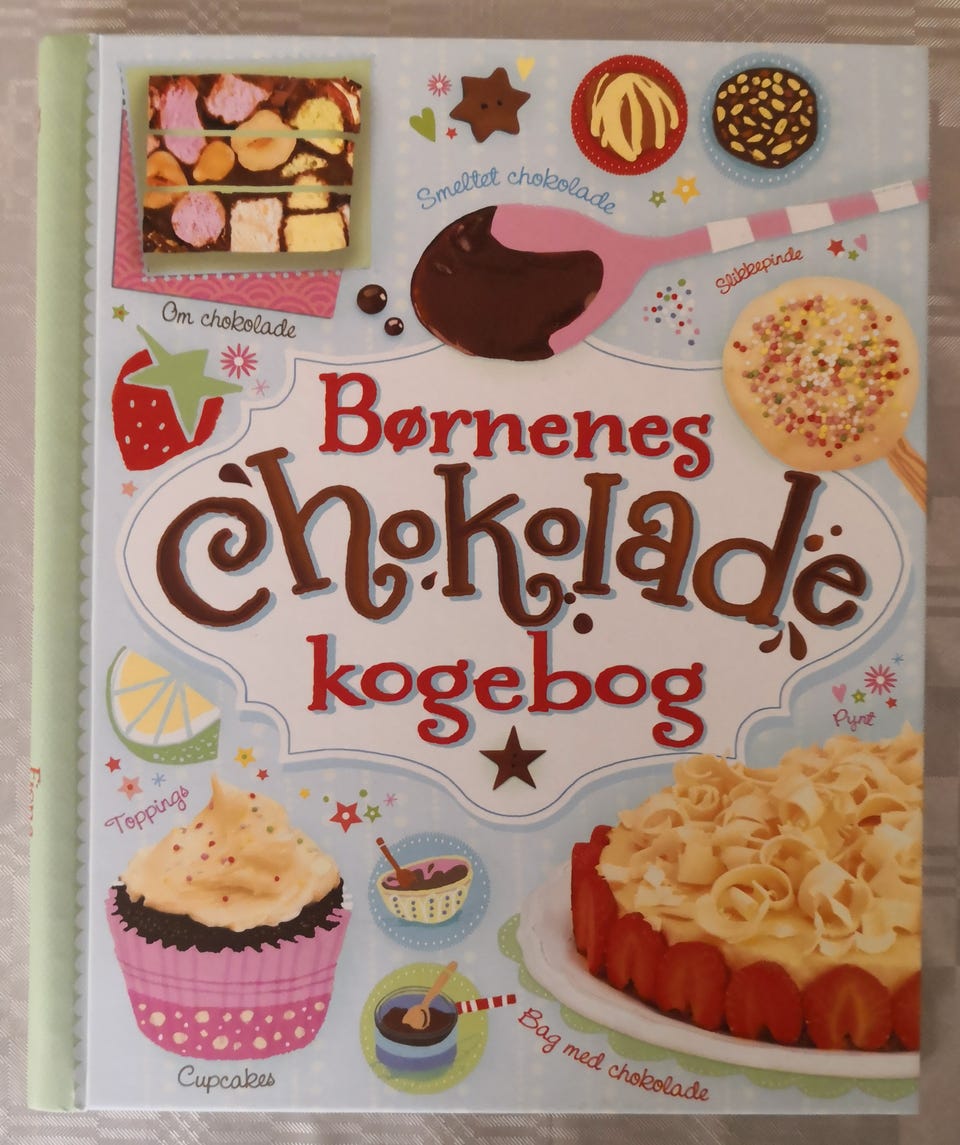 Smeltet chokolade
Slikkepinde
Om chokolade
Børnenes
chokolade
kogebog
Pynt
Toppings
Cupcakes
Bag med chokolade